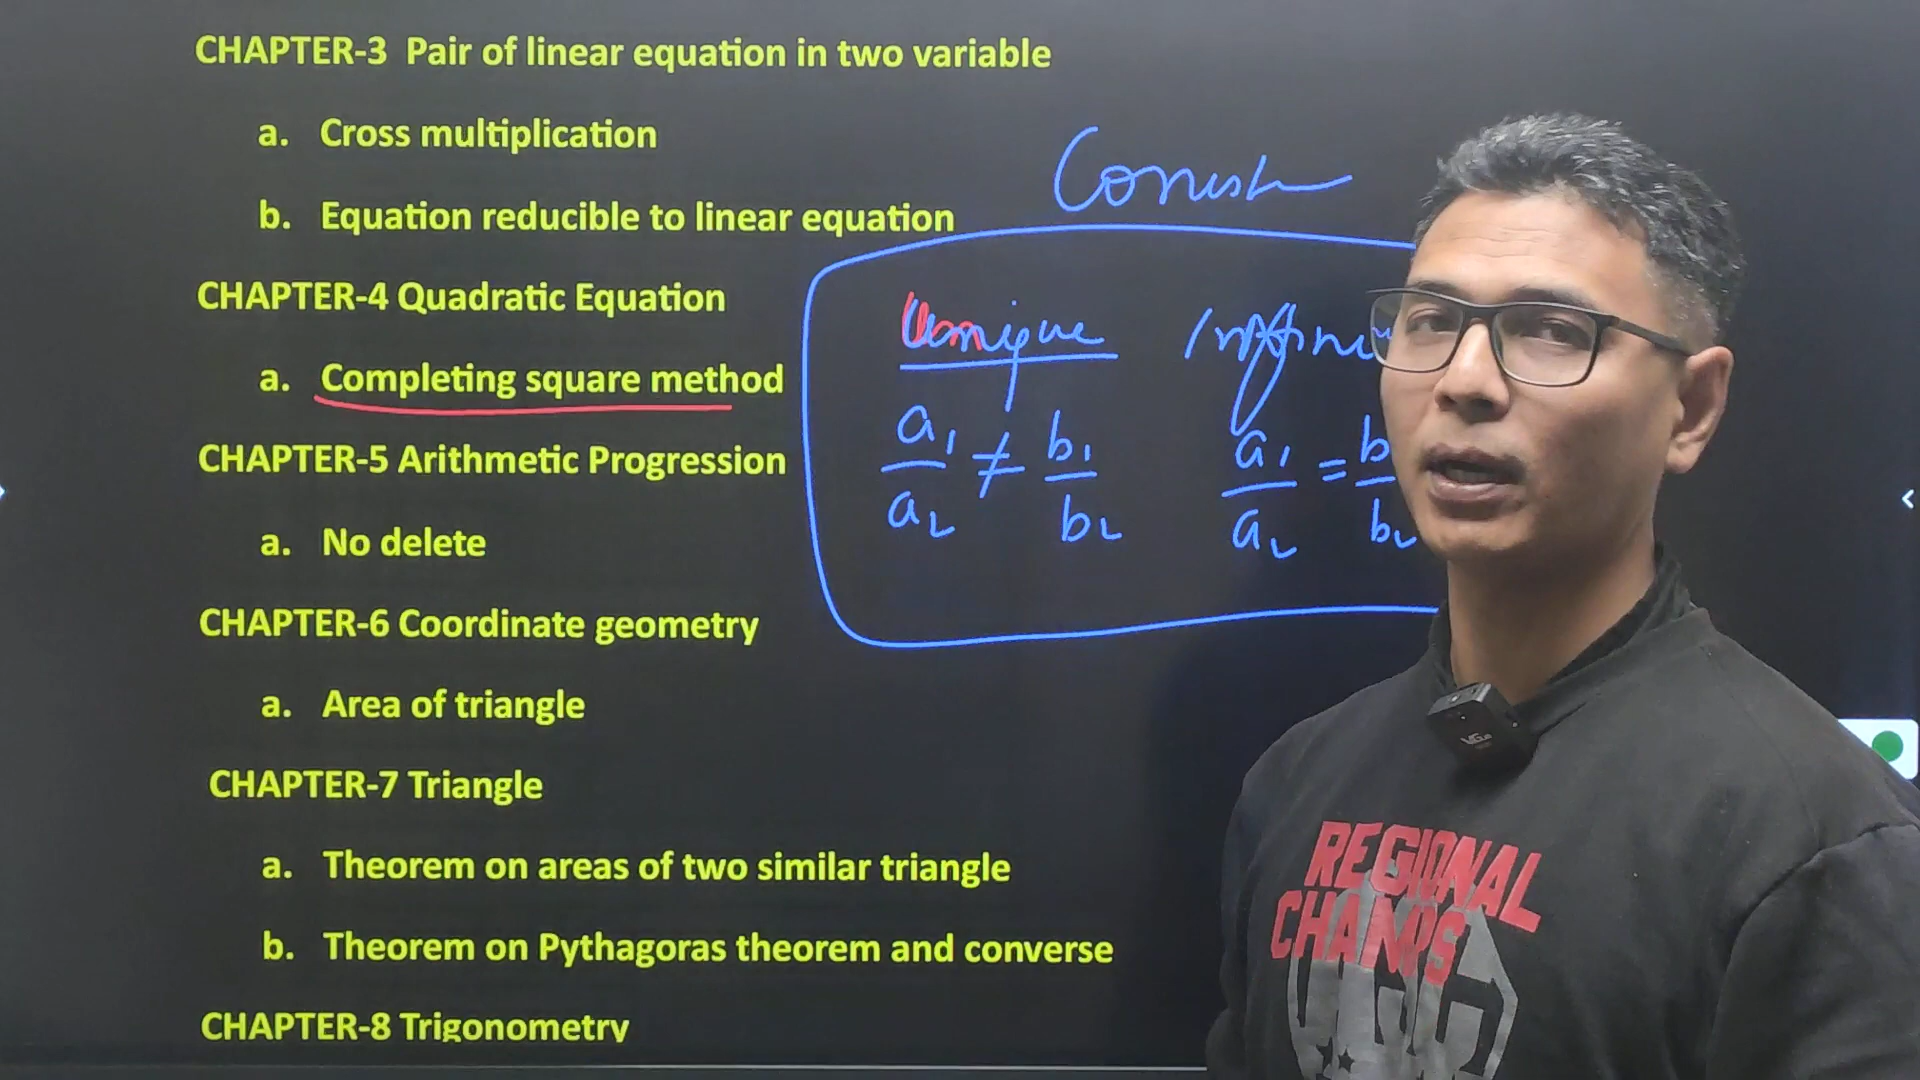 CHAPTER-3 Pair of linear equation in two variable
a. Cross multiplication
b. Equation reducible to linear equation
CHAPTER-4 Quadratic Equation
a. Completing square method
CHAPTER-5 Arithmetic Progression
a. No delete
CHAPTER-6 Coordinate geometry
a. Area of triangle
CHAPTER-7 Triangle
a. Theorem on areas of two similar triangle
b. Theorem on Pythagoras theorem and converse
CHAPTER-8 Trigonometry
Unique
a₁/a₂ ≠ b₁/b₂
a₁/a₂ = b/b₂
REGIONAL
CHAMPS